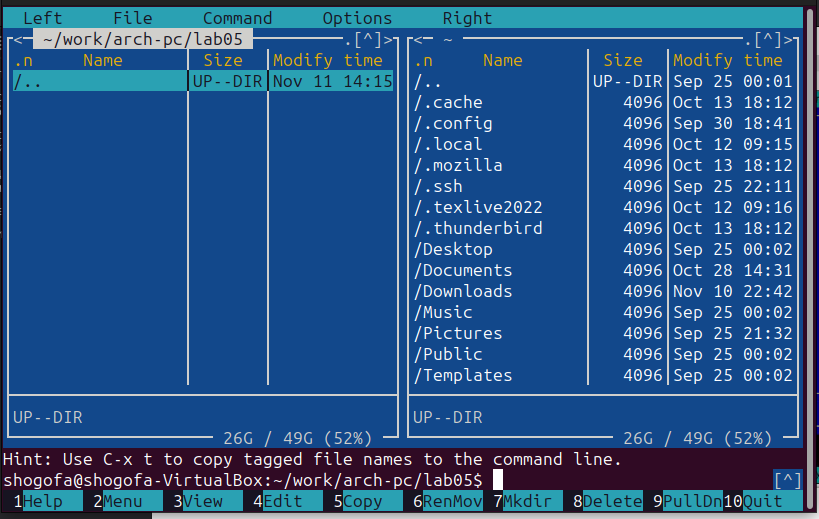 Left File Command Options Right
<─ ~/work/arch-pc/lab05 .[^]>
.n Name Size Modify time
/.. UP--DIR Nov 11 14:15
UP--DIR
26G / 49G (52%)
<─ ~ .[^]>
.n Name Size Modify time
/.. UP--DIR Sep 25 00:01
/.cache 4096 Oct 13 18:12
/.config 4096 Sep 30 18:41
/.local 4096 Oct 12 09:15
/.mozilla 4096 Oct 13 18:12
/.ssh 4096 Sep 25 22:11
/.texlive2022 4096 Oct 12 09:16
/.thunderbird 4096 Oct 13 18:12
/Desktop 4096 Sep 25 00:02
/Documents 4096 Oct 28 14:31
/Downloads 4096 Nov 10 22:42
/Music 4096 Sep 25 00:02
/Pictures 4096 Sep 25 21:32
/Public 4096 Sep 25 00:02
/Templates 4096 Sep 25 00:02
UP--DIR
26G / 49G (52%)
Hint: Use C-x t to copy tagged file names to the command line.
shogofa@shogofa-VirtualBox:~/work/arch-pc/lab05$ [^]
1Help 2Menu 3View 4Edit 5Copy 6RenMov 7Mkdir 8Delete 9PullDn 10Quit